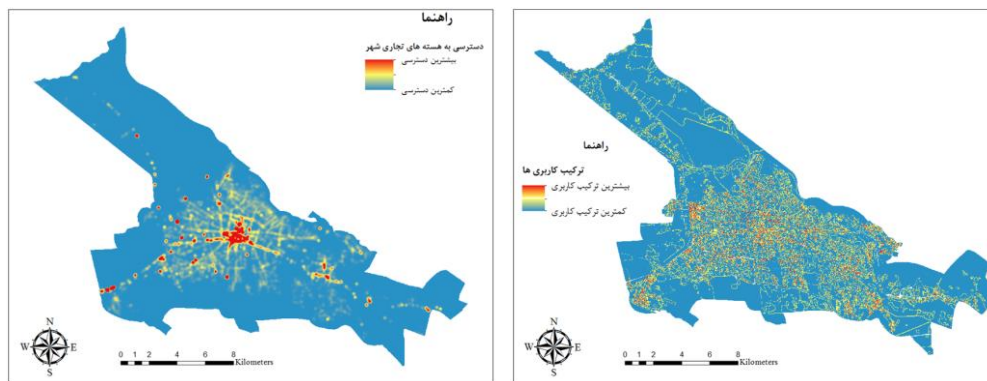 راهنما
دسترسی به هسته های تجاری شهر
بیشترین دسترسی
کمترین دسترسی
N
W
E
S
0 1 2 4 6 8
Kilometers
راهنما
ترکیب کاربری ها
بیشترین ترکیب کاربری
کمترین ترکیب کاربری
N
W
E
S
0 1 2 4 6 8
Kilometers